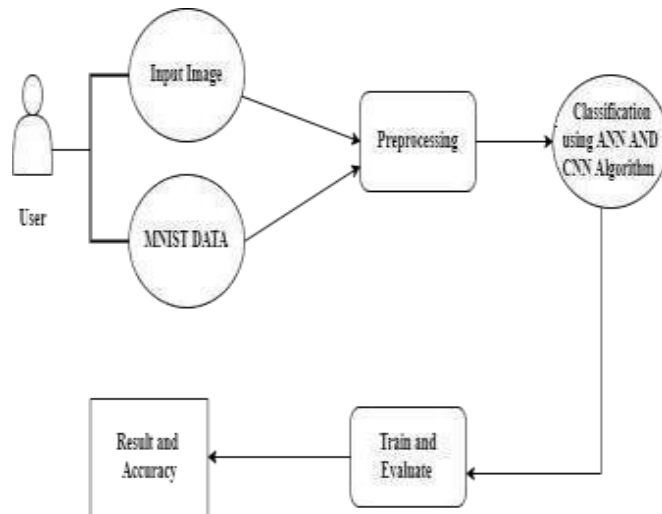 Input Image
User
MNIST DATA
Preprocessing
Classification
using ANN AND
CNN Algorithm
Train and
Evaluate
Result and
Accuracy